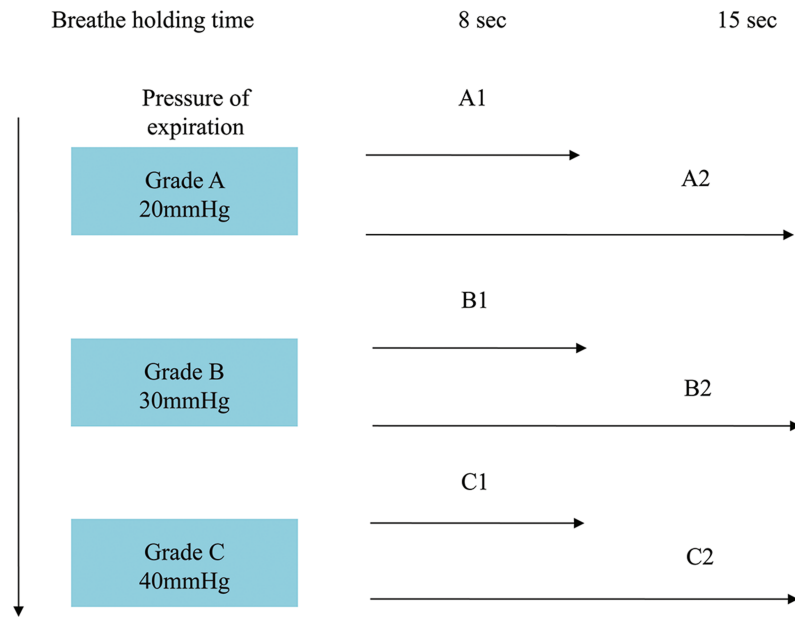 Breathe holding time 8 sec 15 sec
Pressure of
expiration
A1
Grade A
20mmHg
A2
B1
Grade B
30mmHg
B2
C1
Grade C
40mmHg
C2